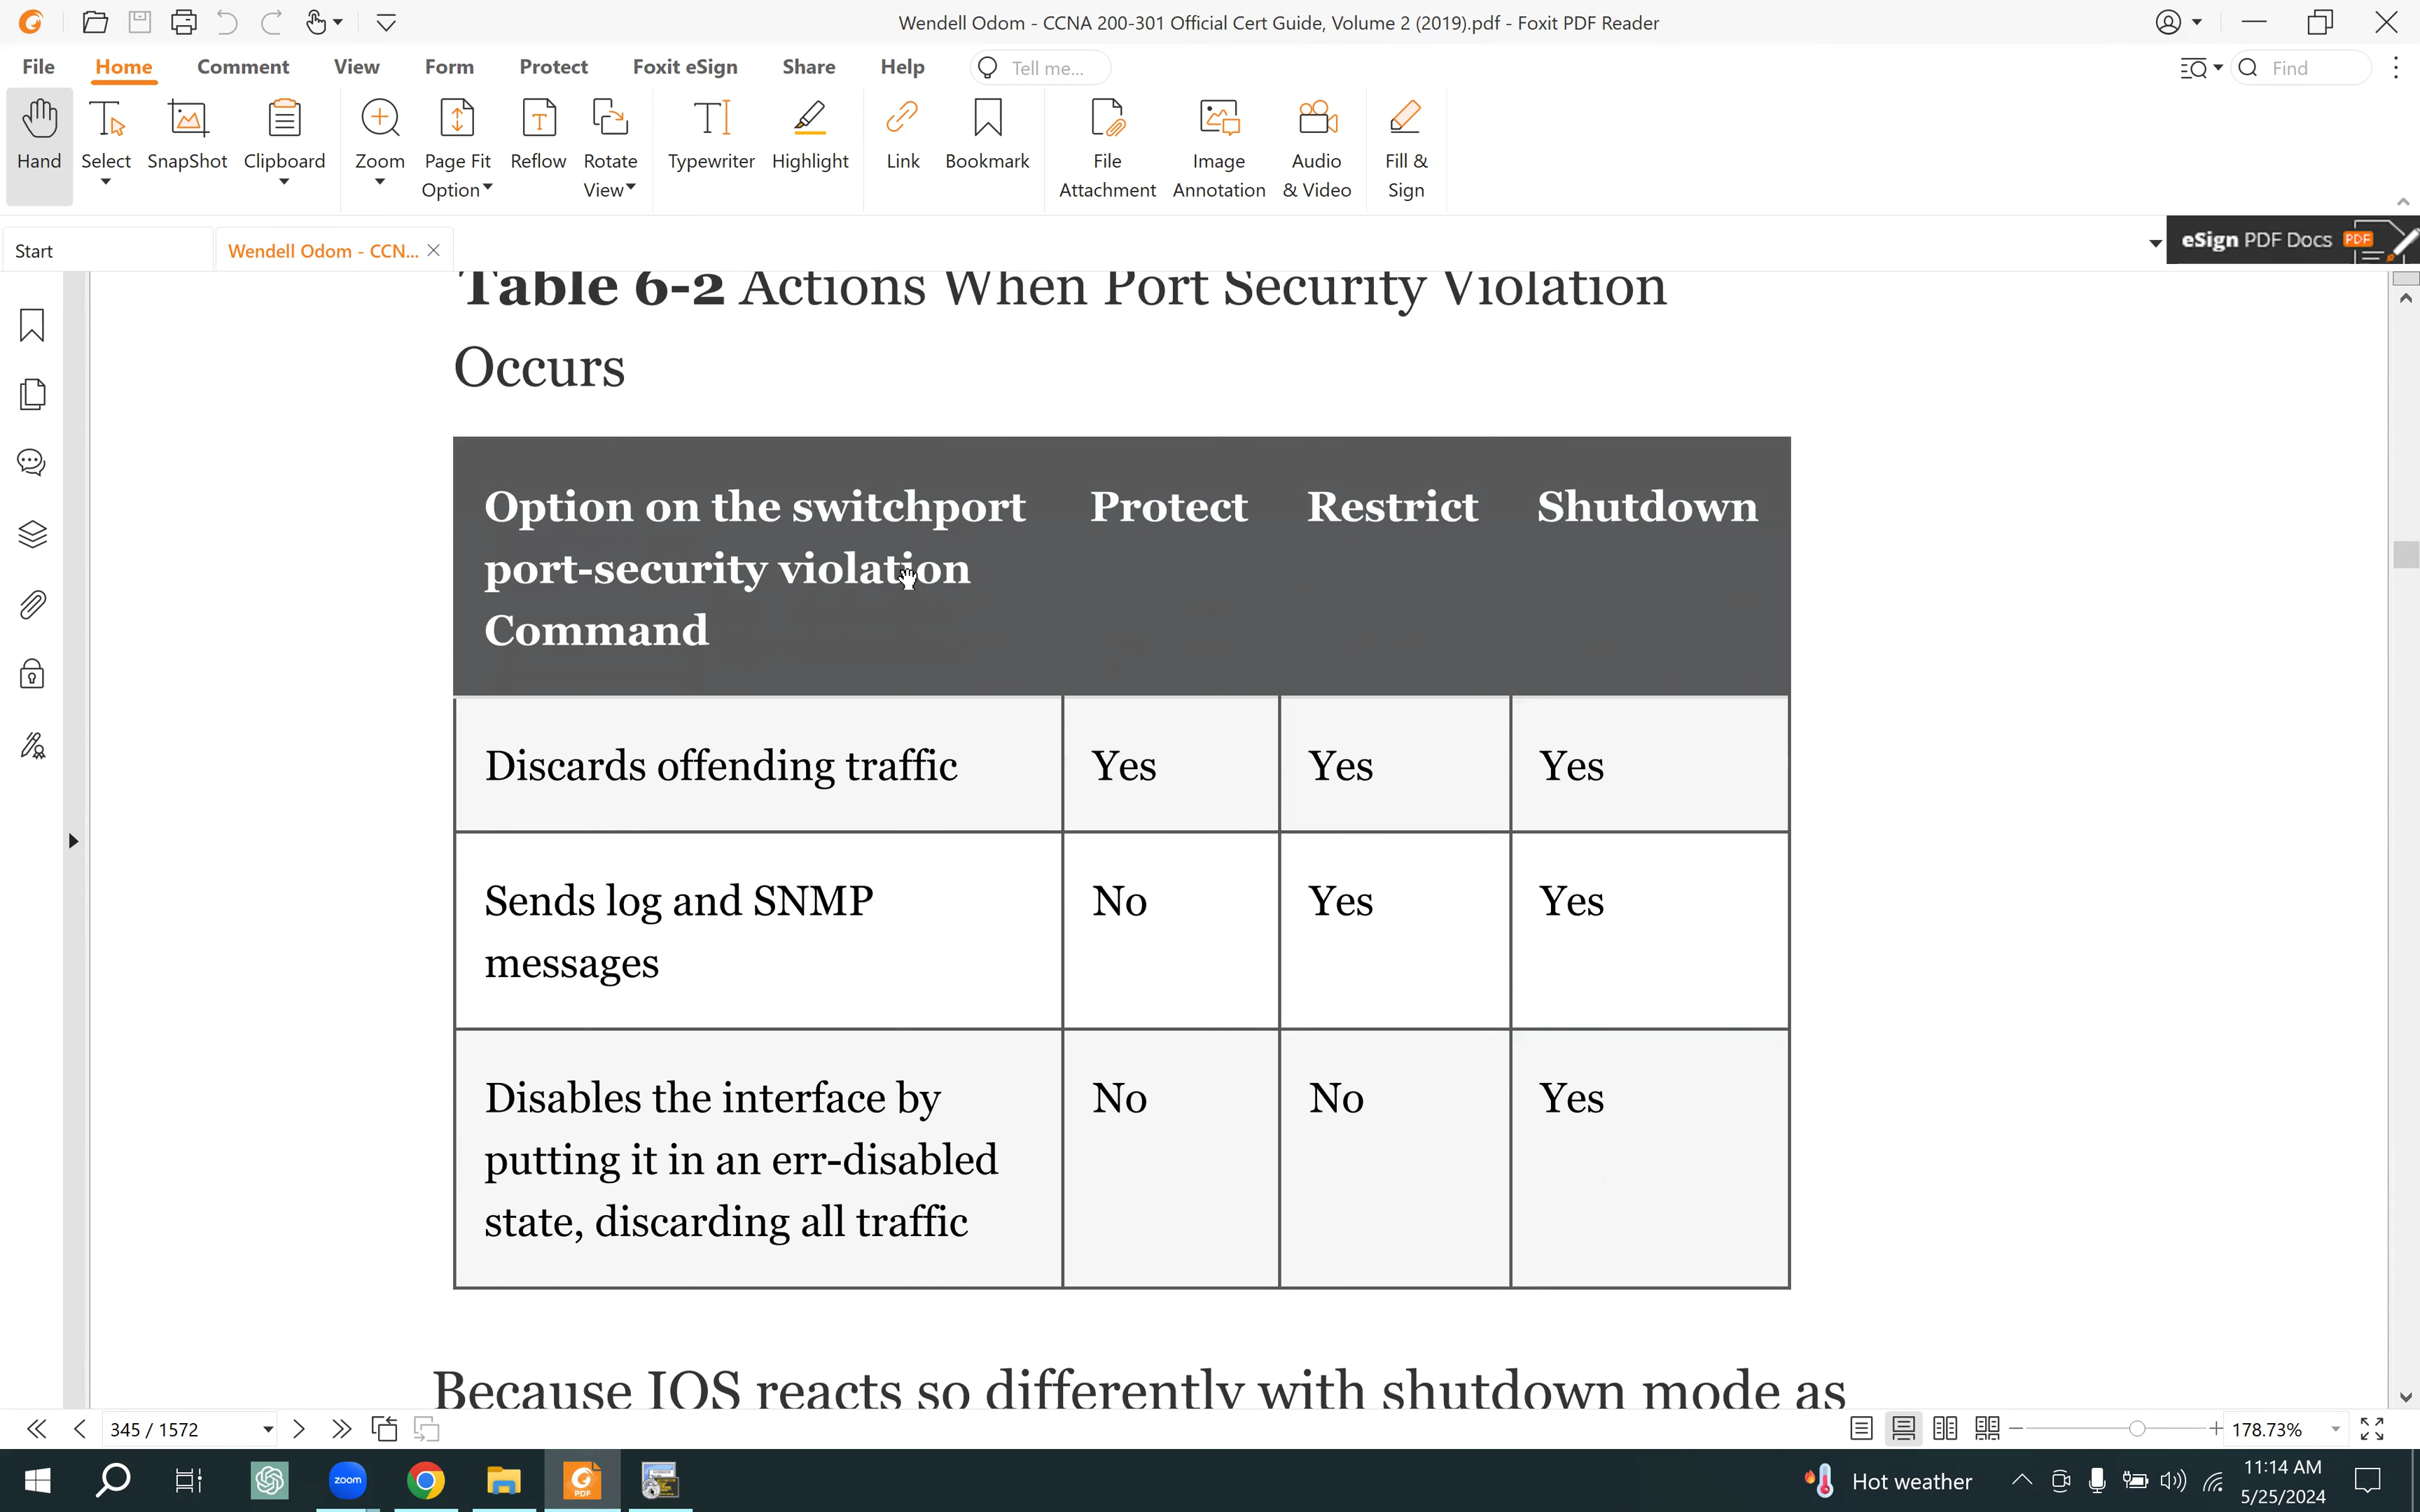 Wendell Odom - CCNA 200-301 Official Cert Guide, Volume 2 (2019).pdf - Foxit PDF Reader
File Home Comment View Form Protect Foxit eSign Share Help Tell me... Find
Hand Select SnapShot Clipboard Zoom Page Fit Option Reflow Rotate View Typewriter Highlight Link Bookmark File Attachment Image Annotation Audio & Video Fill & Sign
Start Wendell Odom - CCN... eSign PDF Docs PDF
Table 6-2 Actions When Port Security Violation
Occurs
Option on the switchport Protect Restrict Shutdown
port-security violation
Command
Discards offending traffic Yes Yes Yes
Sends log and SNMP No Yes Yes
messages
Disables the interface by No No Yes
putting it in an err-disabled
state, discarding all traffic
Because IOS reacts so differently with shutdown mode as
345 / 1572 178.73%
zoom PDF Hot weather 11:14 AM
5/25/2024